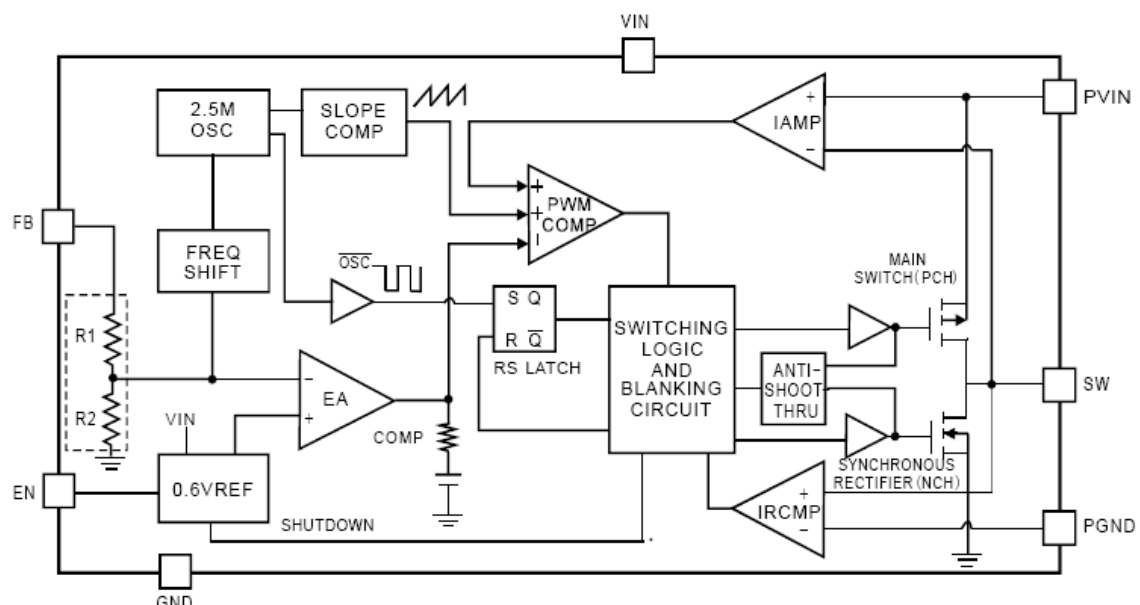 VIN
2.5M
OSC
SLOPE
COMP
IAMP
+
−
PVIN
FB
FREQ
SHIFT
+
+
−
PWM
COMP
OSC
MAIN
SWITCH(PCH)
R1
R2
S Q
R Q
RS LATCH
SWITCHING
LOGIC
AND
BLANKING
CIRCUIT
ANTI-
SHOOT-
THRU
SW
−
EA
+
COMP
VIN
EN
0.6VREF
SHUTDOWN
SYNCHRONOUS
RECTIFIER(NCH)
+
IRCMP
−
PGND
GND